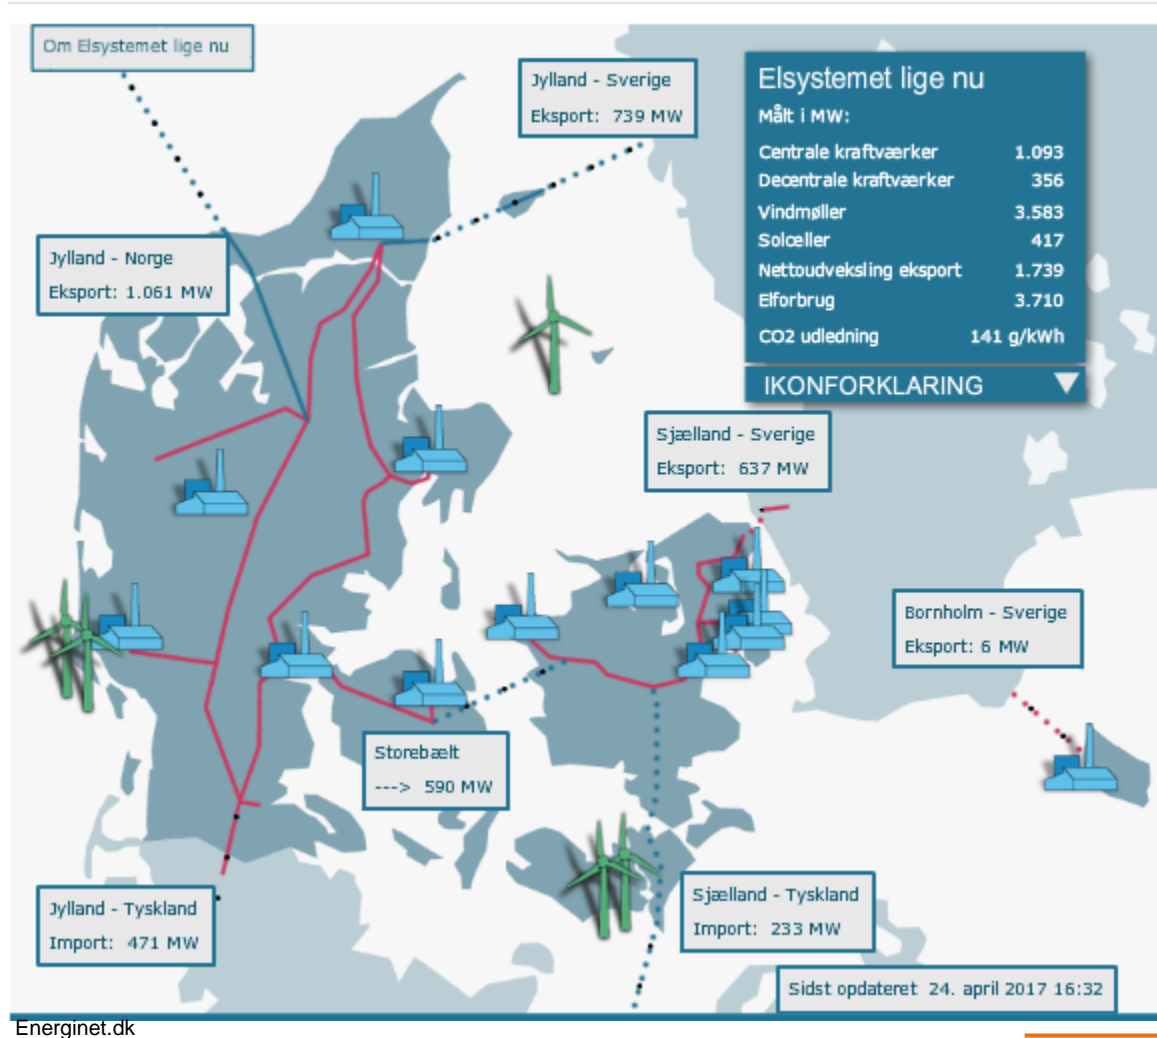 Om Elsystemet lige nu
Jylland - Sverige
Eksport: 739 MW
Elsystemet lige nu
Målt i MW:
Centrale kraftværker 1.093
Decentrale kraftværker 356
Vindmøller 3.583
Solceller 417
Nettoudveksling eksport 1.739
Elforbrug 3.710
CO2 udledning 141 g/kWh
IKONFORKLARING
Jylland - Norge
Eksport: 1.061 MW
Sjælland - Sverige
Eksport: 637 MW
Bornholm - Sverige
Eksport: 6 MW
Storebælt
---> 590 MW
Jylland - Tyskland
Import: 471 MW
Sjælland - Tyskland
Import: 233 MW
Sidst opdateret 24. april 2017 16:32
Energinet.dk